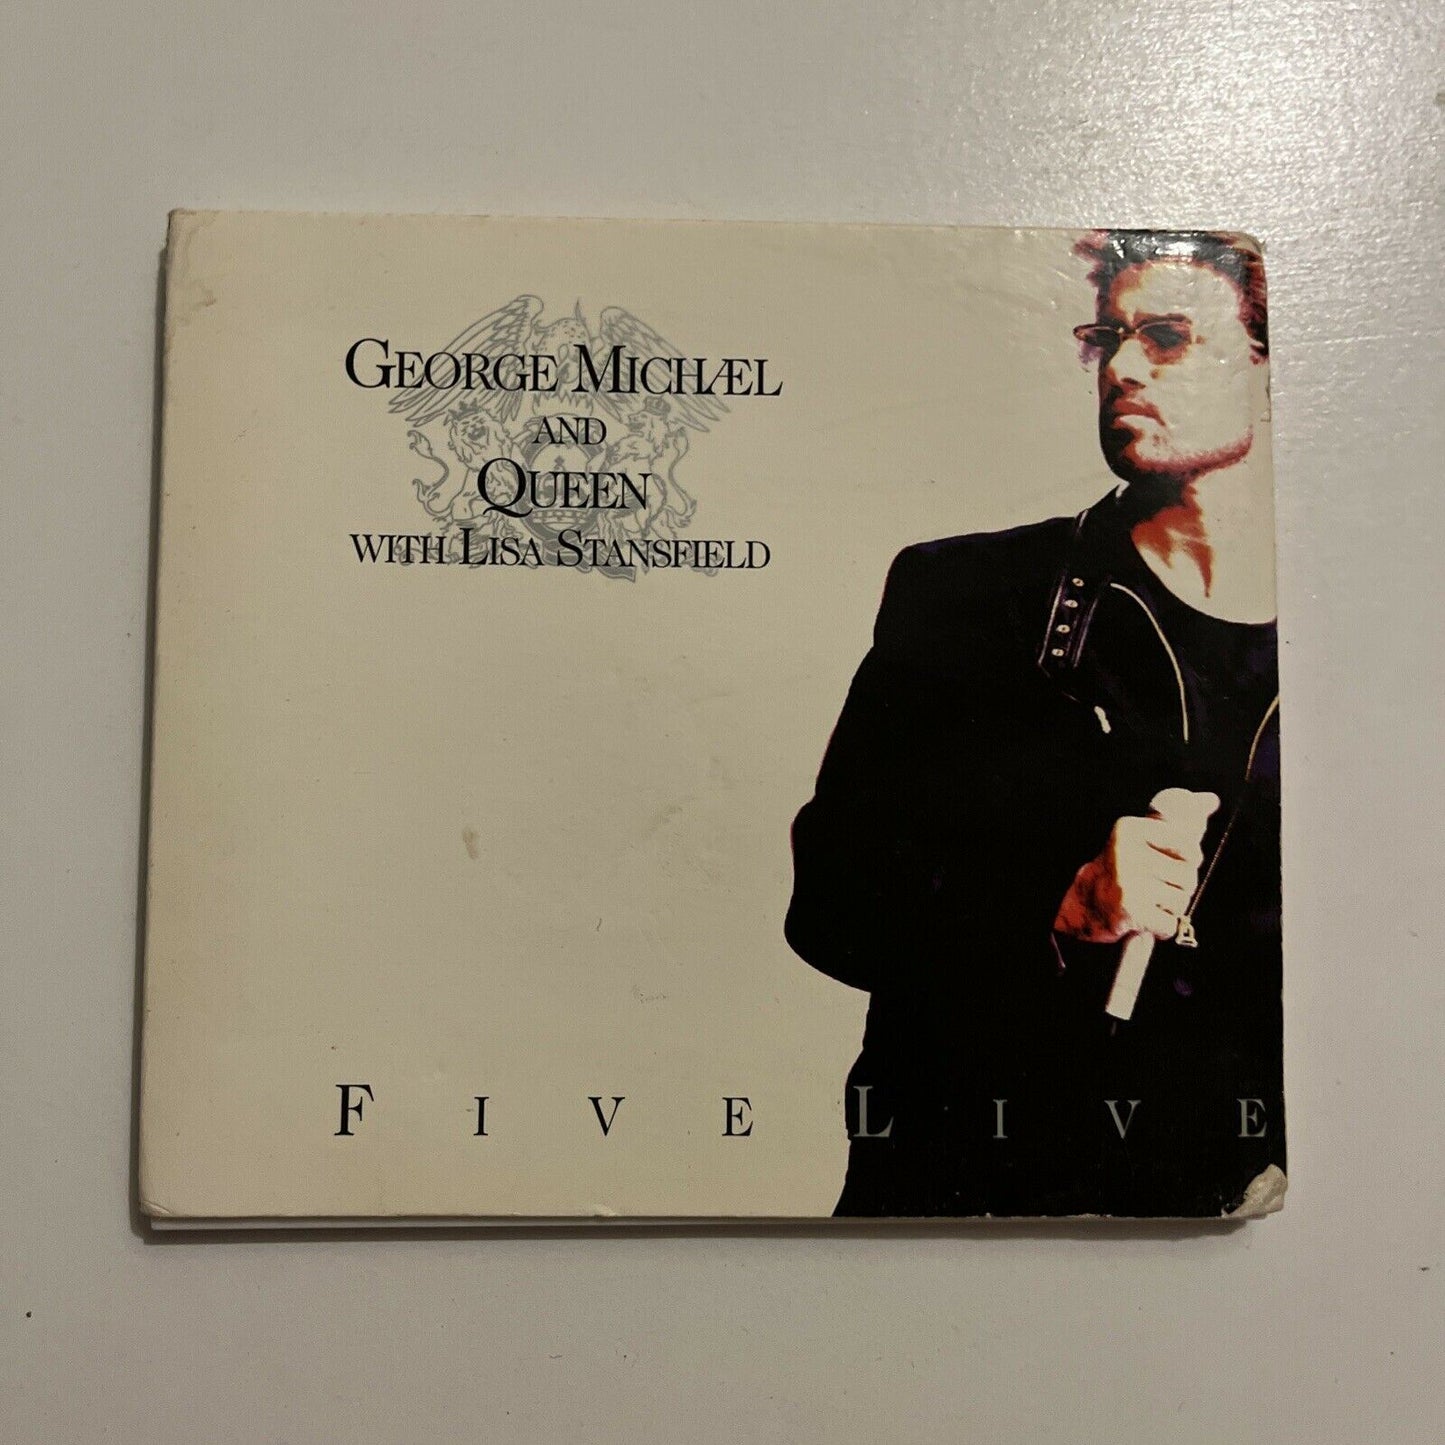 GEORGE MICHÆL
AND
QUEEN
WITH LISA STANSFIELD
FIVE LIVE